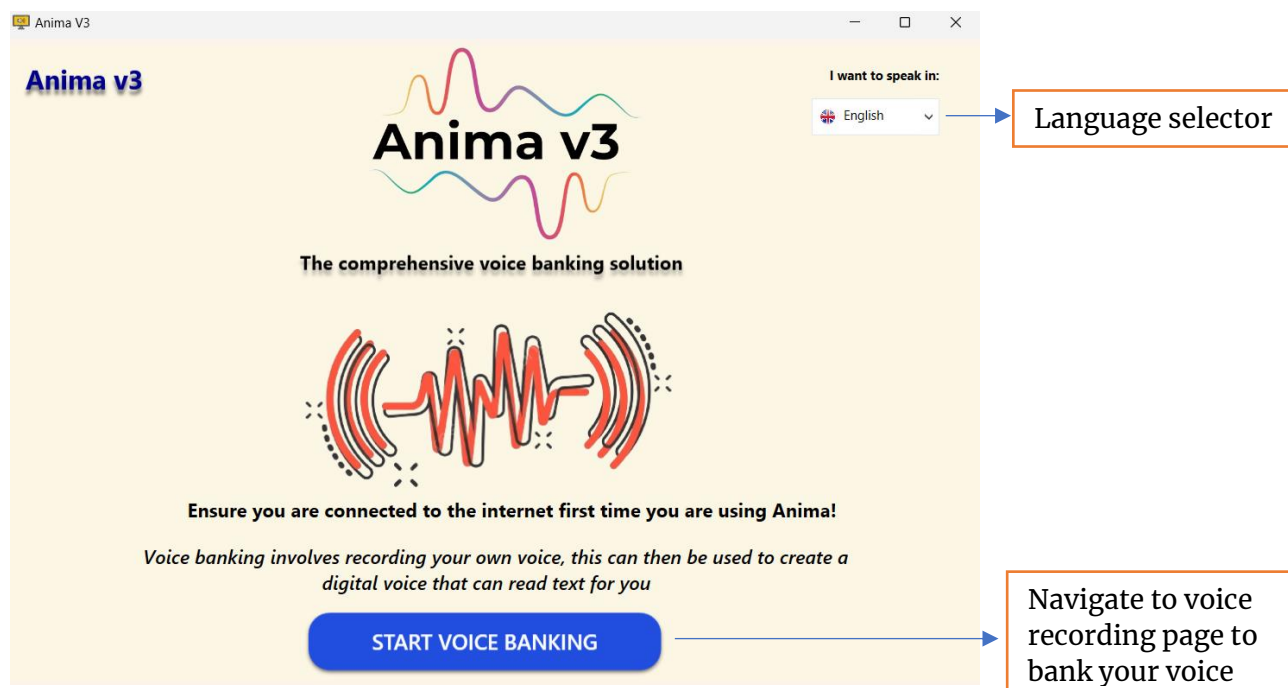 Anima V3
Anima v3
I want to speak in:
English
Language selector
Anima v3
The comprehensive voice banking solution
Ensure you are connected to the internet first time you are using Anima!
Voice banking involves recording your own voice, this can then be used to create a
digital voice that can read text for you
START VOICE BANKING
Navigate to voice
recording page to
bank your voice